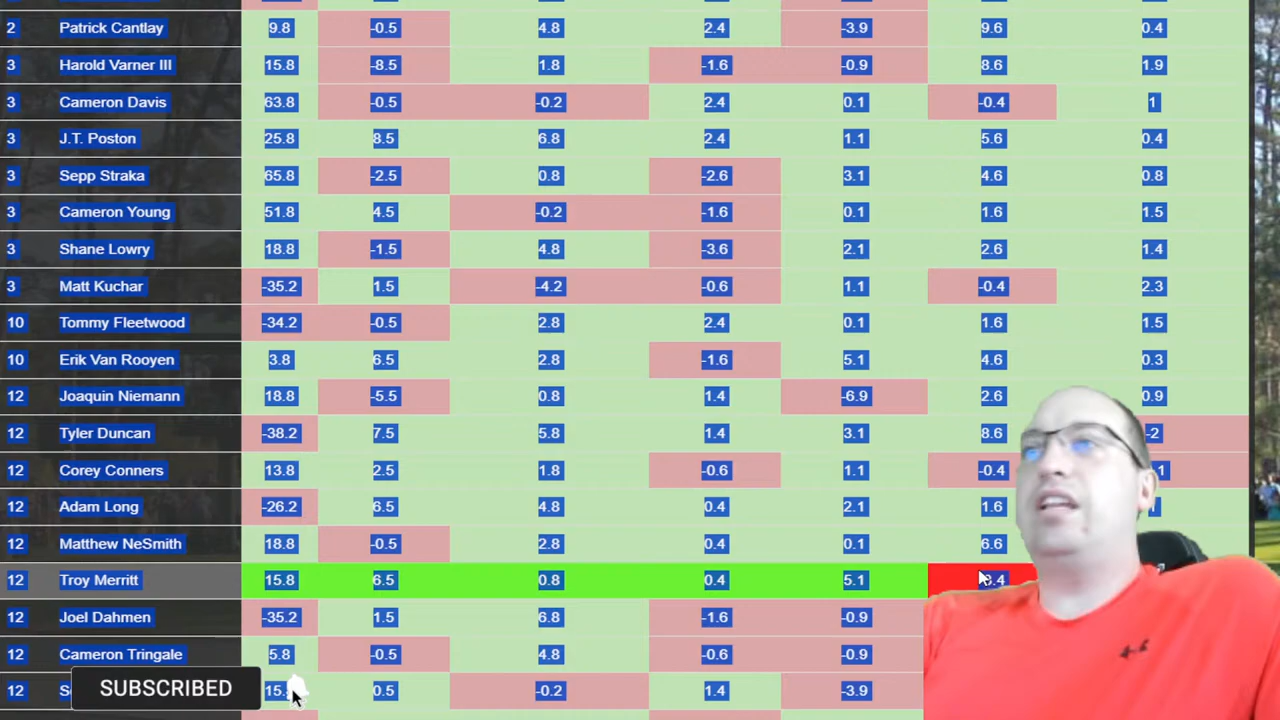 2 Patrick Cantlay 9.8 -0.5 4.8 2.4 -3.9 9.6 0.4
3 Harold Varner III 15.8 -8.5 1.8 -1.6 -0.9 8.6 1.9
3 Cameron Davis 63.8 -0.5 -0.2 2.4 0.1 -0.4 1
3 J.T. Poston 25.8 8.5 6.8 2.4 1.1 5.6 0.4
3 Sepp Straka 65.8 -2.5 0.8 -2.6 3.1 4.6 0.8
3 Cameron Young 51.8 4.5 -0.2 -1.6 0.1 1.6 1.5
3 Shane Lowry 18.8 -1.5 4.8 -3.6 2.1 2.6 1.4
3 Matt Kuchar -35.2 1.5 -4.2 -0.6 1.1 -0.4 2.3
10 Tommy Fleetwood -34.2 -0.5 2.8 2.4 0.1 1.6 1.5
10 Erik Van Rooyen 3.8 6.5 2.8 -1.6 5.1 4.6 0.3
12 Joaquin Niemann 18.8 -5.5 0.8 1.4 -6.9 2.6 0.9
12 Tyler Duncan -38.2 7.5 5.8 1.4 3.1 8.6 -2
12 Corey Conners 13.8 2.5 1.8 -0.6 1.1 -0.4
12 Adam Long -26.2 6.5 4.8 0.4 2.1 1.6
12 Matthew NeSmith 18.8 -0.5 2.8 0.4 0.1 6.6
12 Troy Merritt 15.8 6.5 0.8 0.4 5.1
12 Joel Dahmen -35.2 1.5 6.8 -1.6 -0.9
12 Cameron Tringale 5.8 -0.5 4.8 -0.6 -0.9
12 0.5 -0.2 1.4 -3.9
SUBSCRIBED